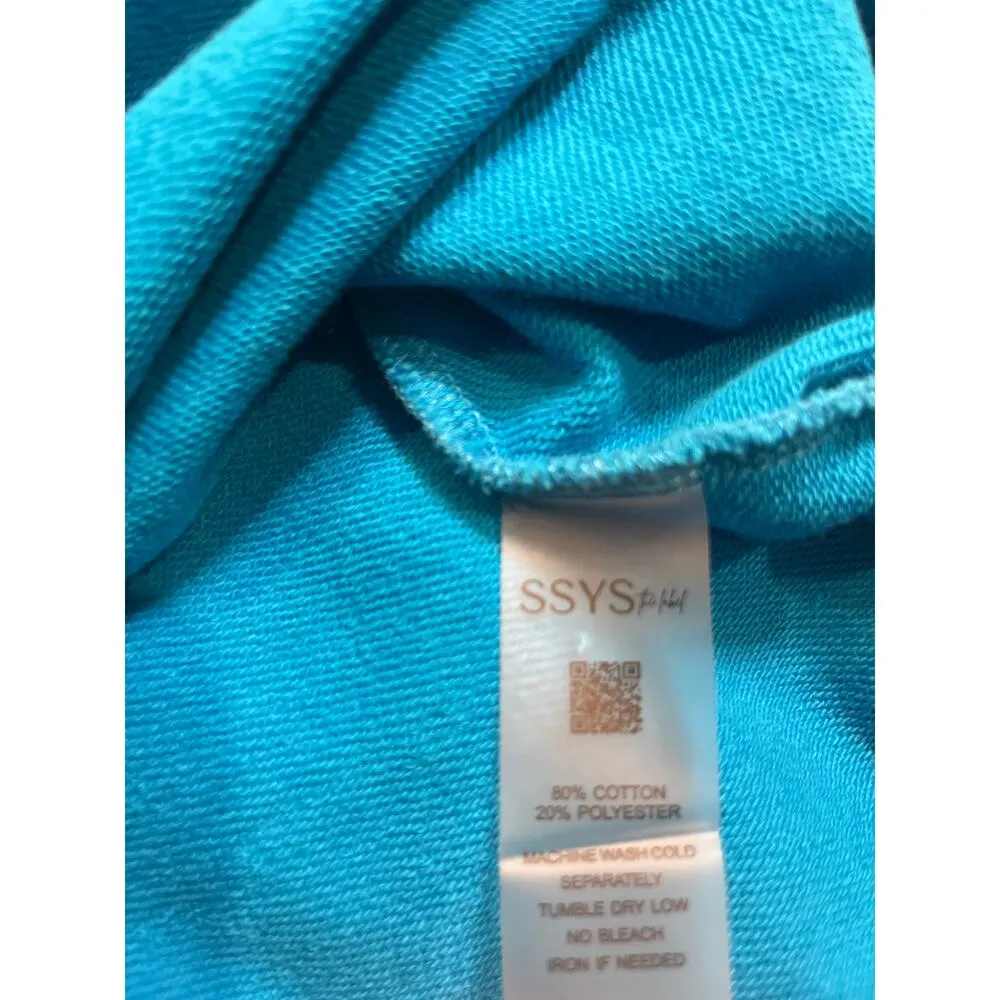 SSYS the label
80% COTTON
20% POLYESTER
MACHINE WASH COLD
SEPARATELY
TUMBLE DRY LOW
NO BLEACH
IRON IF NEEDED